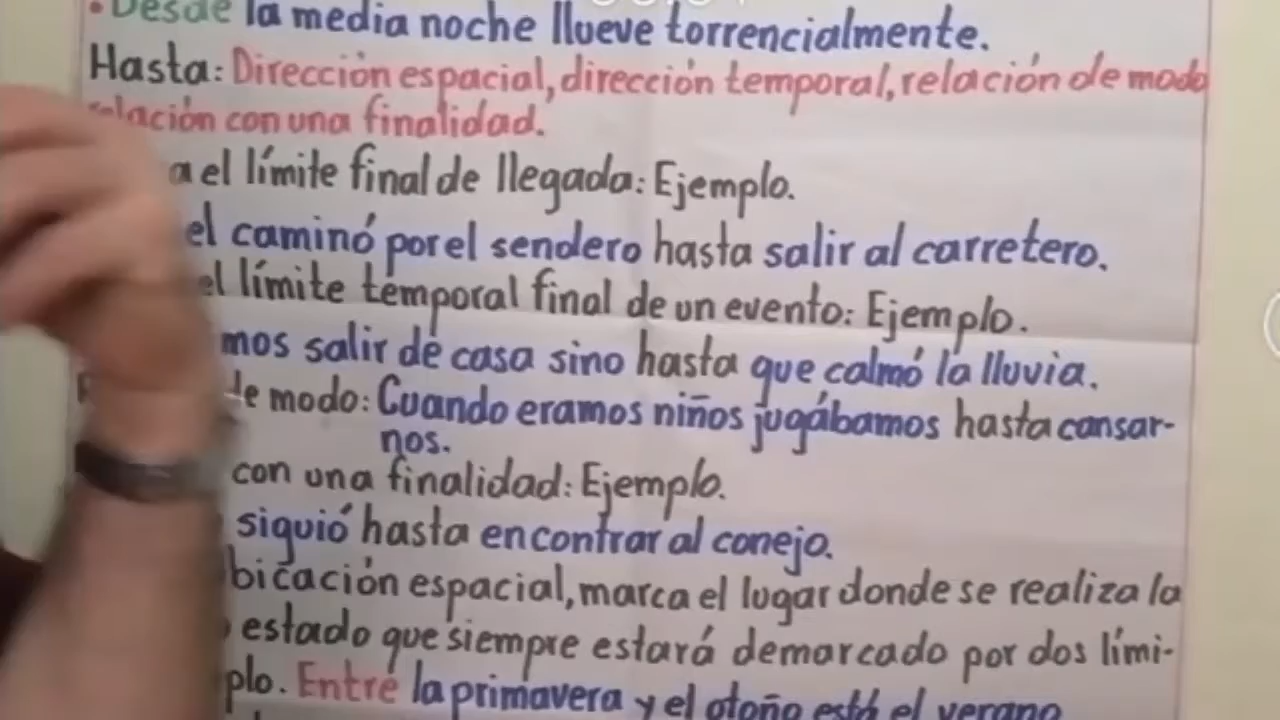 • Desde la media noche llueve torrencialmente.
Hasta: Dirección espacial, dirección temporal, relación de modo
relación con una finalidad.
a el límite final de llegada: Ejemplo.
el caminó por el sendero hasta salir al carretero.
el límite temporal final de un evento: Ejemplo.
mos salir de casa sino hasta que calmó la lluvia.
de modo: Cuando eramos niños jugábamos hasta cansar-
nos.
con una finalidad: Ejemplo.
siguió hasta encontrar al conejo.
bicación espacial, marca el lugar donde se realiza la
estado que siempre estará demarcado por dos lími-
plo. Entre la primavera y el otoño está el verano